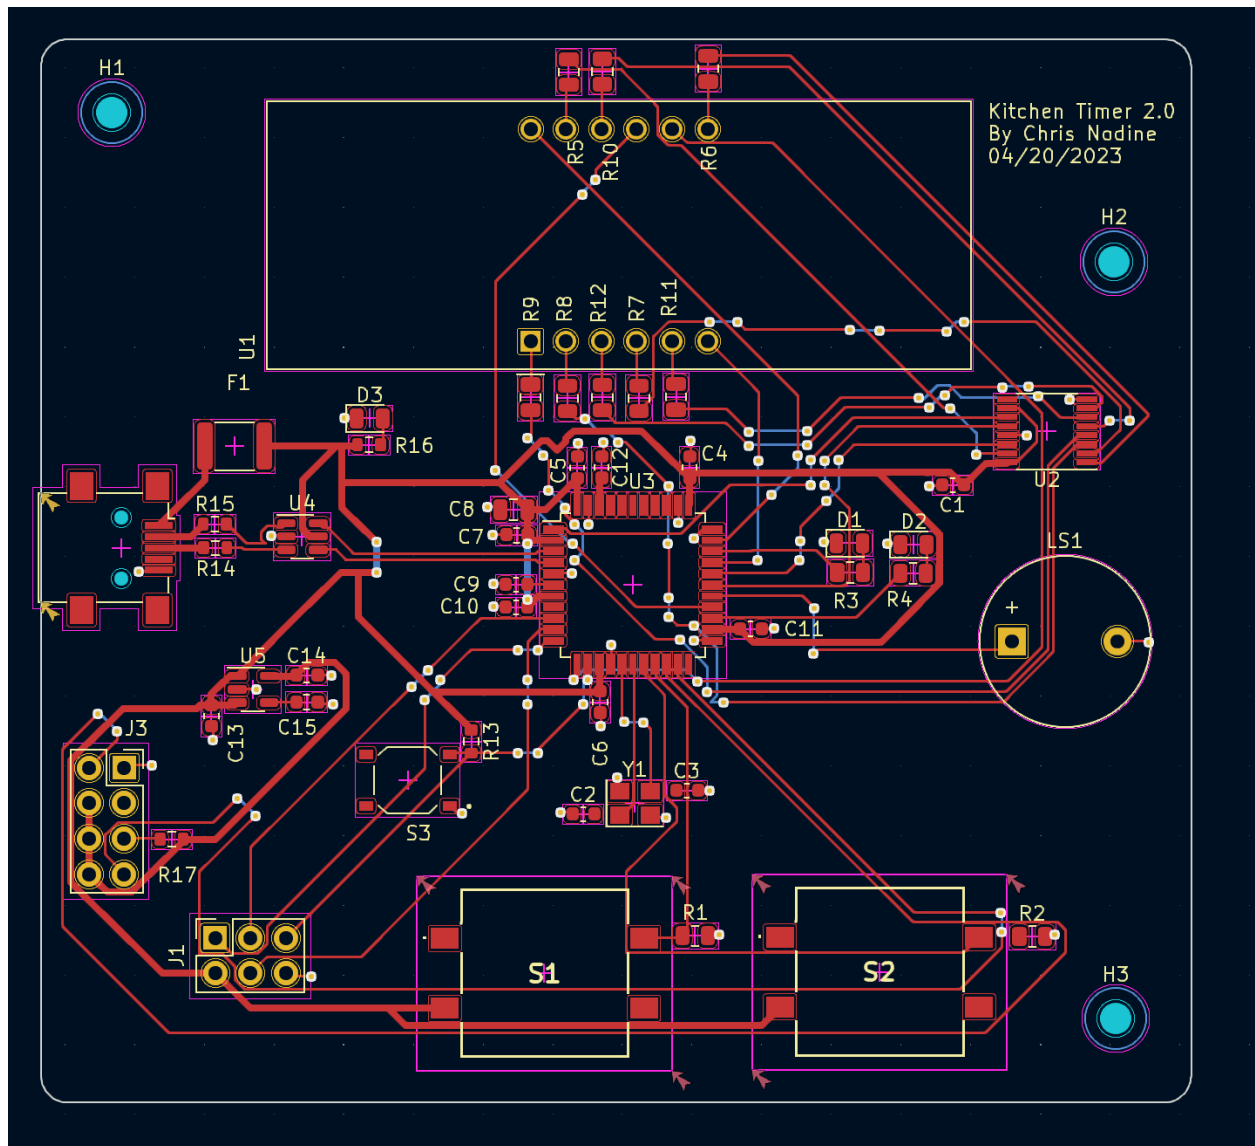 H1
Kitchen Timer 2.0
By Chris Nadine
04/20/2023
R5
R10
R6
H2
R9
R8
R12
R7
R11
U1
F1
D3
R16
C5
C12
C4
U3
U2
C1
R15
U4
C8
C7
D1
D2
LS1
R14
C9
C10
R3
R4
+
C11
U5
C14
C15
C13
J3
R13
C6
Y1
C3
C2
S3
R17
R1
R2
J1
S1
S2
H3